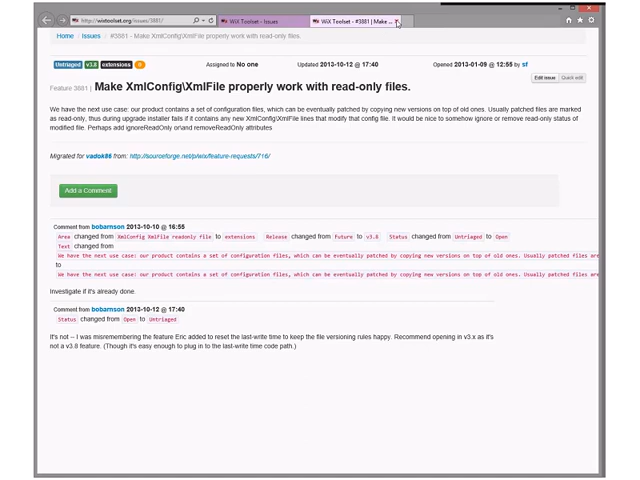 http://wixtoolset.org/issues/3881/
WiX Toolset - Issues
WiX Toolset - #3881 | Make ...
Home / Issues / #3881 - Make XmlConfig\XmlFile properly work with read-only files.
Untriaged v3.8 extensions 0 Assigned to No one Updated 2013-10-12 @ 17:40 Opened 2013-01-09 @ 12:55 by sf
Edit issue Quick edit
Feature 3881 | Make XmlConfig\XmlFile properly work with read-only files.
We have the next use case: our product contains a set of configuration files, which can be eventually patched by copying new versions on top of old ones. Usually patched files are marked
as read-only, thus during upgrade installer fails if it contains any new XmlConfig\XmlFile lines that modify that config file. It would be nice to somehow ignore or remove read-only status of
modified file. Perhaps add ignoreReadOnly or\and removeReadOnly attributes
Migrated for vadok86 from: http://sourceforge.net/p/wix/feature-requests/716/
Add a Comment
Comment from bobarnson 2013-10-10 @ 16:55
Area changed from XmlConfig XmlFile readonly file to extensions Release changed from Future to v3.8 Status changed from Untriaged to Open
Text changed from
We have the next use case: our product contains a set of configuration files, which can be eventually patched by copying new versions on top of old ones. Usually patched files are
to
We have the next use case: our product contains a set of configuration files, which can be eventually patched by copying new versions on top of old ones. Usually patched files are
Investigate if it's already done.
Comment from bobarnson 2013-10-12 @ 17:40
Status changed from Open to Untriaged
It's not -- I was misremembering the feature Eric added to reset the last-write time to keep the file versioning rules happy. Recommend opening in v3.x as it's
not a v3.8 feature. (Though it's easy enough to plug in to the last-write time code path.)